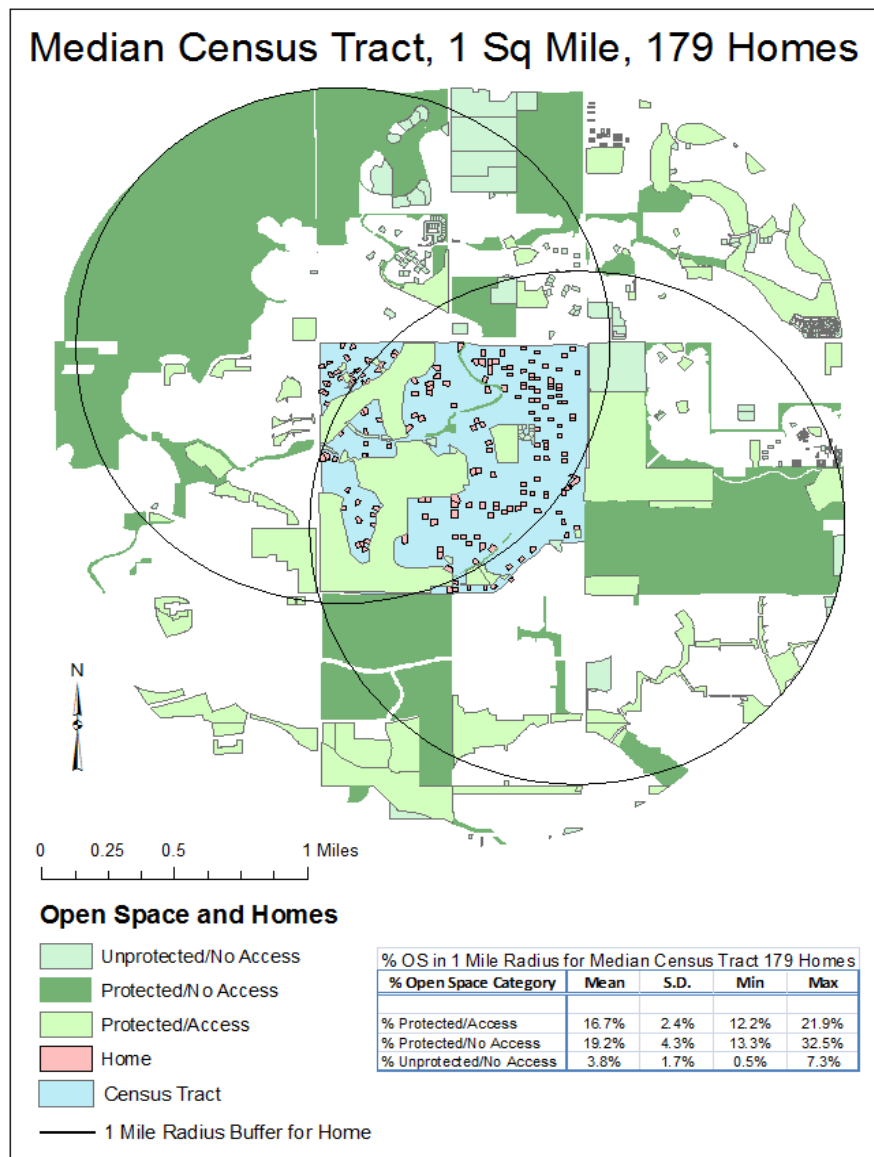 Median Census Tract, 1 Sq Mile, 179 Homes
N
0 0.25 0.5 1 Miles
Open Space and Homes
Unprotected/No Access
Protected/No Access
Protected/Access
Home
Census Tract
1 Mile Radius Buffer for Home
% OS in 1 Mile Radius for Median Census Tract 179 Homes
% Open Space Category Mean S.D. Min Max
% Protected/Access 16.7% 2.4% 12.2% 21.9%
% Protected/No Access 19.2% 4.3% 13.3% 32.5%
% Unprotected/No Access 3.8% 1.7% 0.5% 7.3%